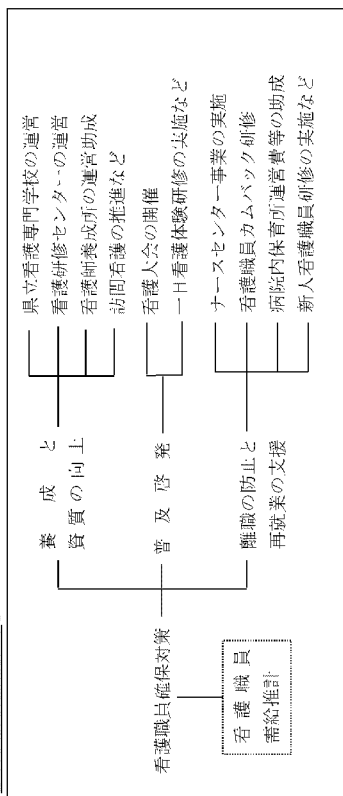 看護職員確保対策
看護職員
需給推計
養成と
資質の向上
県立看護専門学校の運営
看護研修センターの運営
看護師養成所の運営助成
訪問看護の推進など
普及啓発
看護大会の開催
一日看護体験研修の実施など
離職の防止と
再就業の支援
ナースセンター事業の実施
看護職員カムバック研修
病院内保育所運営費等の助成
新人看護職員研修の実施など